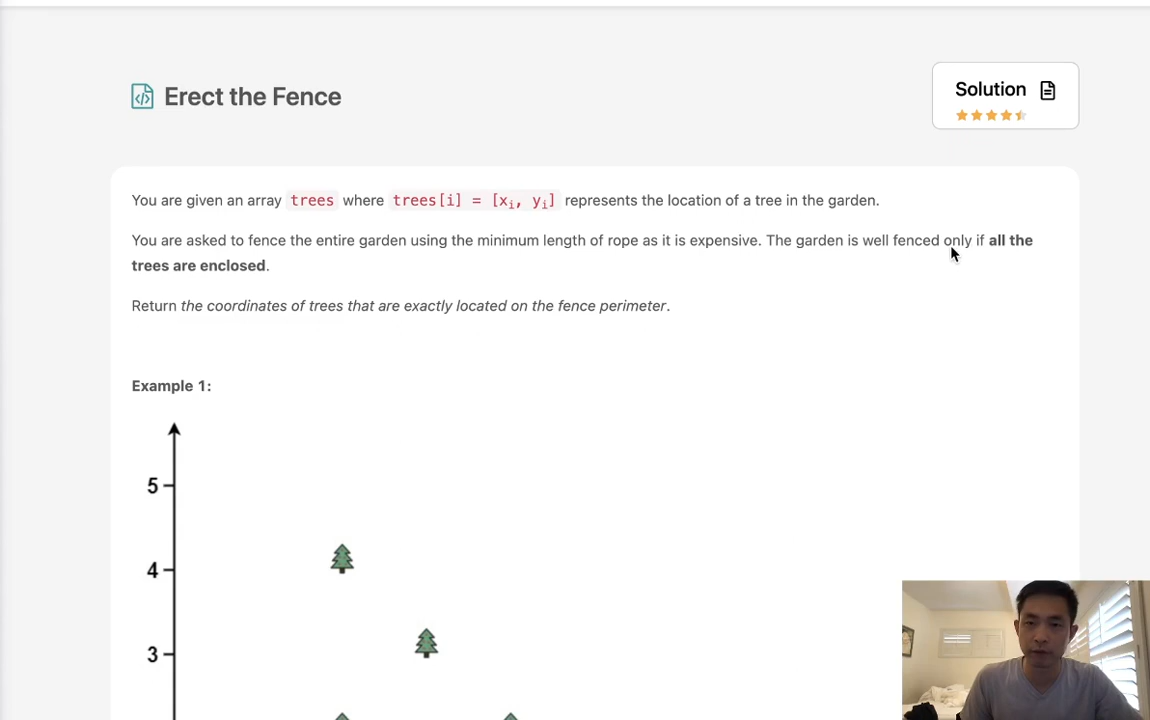 Erect the Fence
Solution
You are given an array trees where trees[i] = [xi, yi] represents the location of a tree in the garden.
You are asked to fence the entire garden using the minimum length of rope as it is expensive. The garden is well fenced only if all the
trees are enclosed.
Return the coordinates of trees that are exactly located on the fence perimeter.
Example 1:
5
4
3